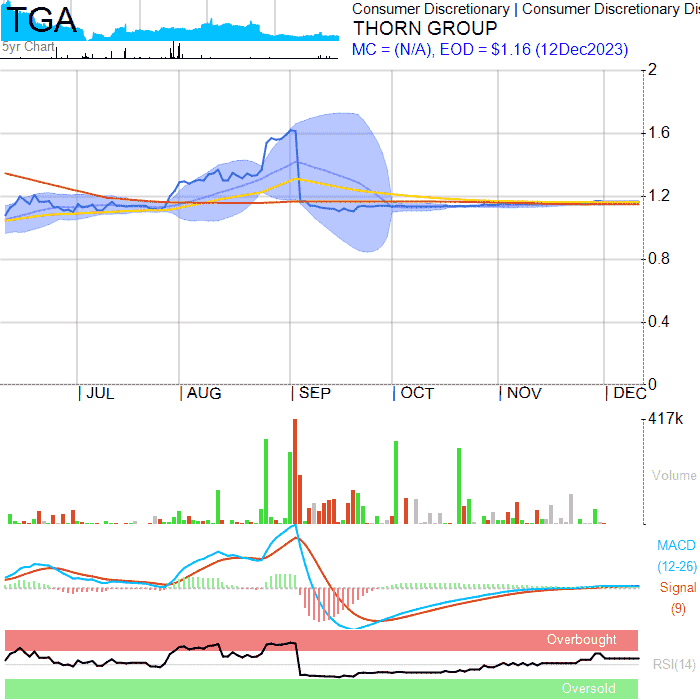 TGA
5yr Chart
Consumer Discretionary | Consumer Discretionary Dis
THORN GROUP
MC = (N/A), EOD = $1.16 (12Dec2023)
2
1.6
1.2
0.8
0.4
0
| JUL | AUG | SEP | OCT | NOV | DEC
417k
Volume
MACD
(12-26)
Signal
(9)
Overbought
RSI(14)
Oversold